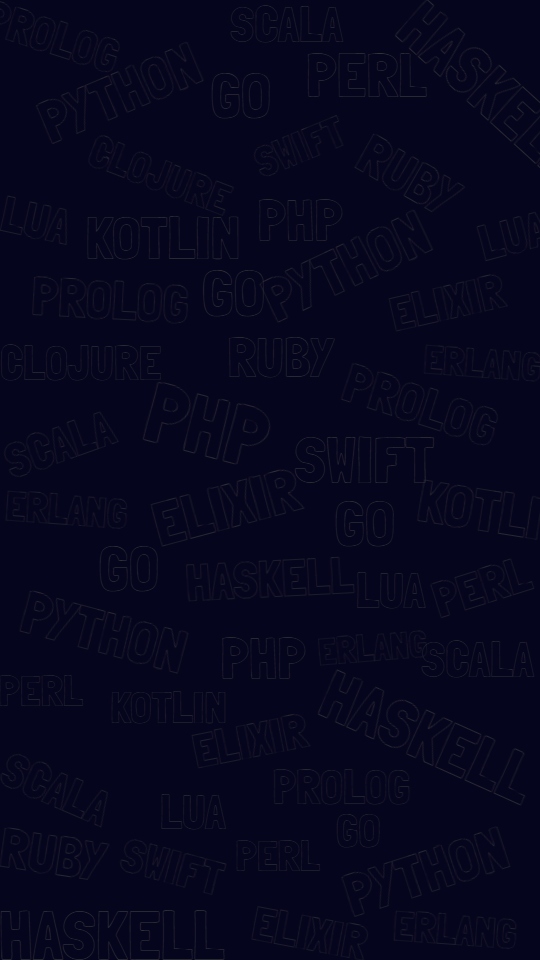 PROLOG
SCALA
HASKELL
PYTHON
GO
PERL
CLOJURE
SWIFT
RUBY
LUA
KOTLIN
PHP
PYTHON
LUA
PROLOG
GO
ELIXIR
CLOJURE
RUBY
ERLANG
PHP
PROLOG
SCALA
SWIFT
ERLANG
ELIXIR
GO
KOTLI
GO
HASKELL
LUA
PERL
PYTHON
PHP
ERLANG
SCALA
PERL
KOTLIN
HASKELL
ELIXIR
SCALA
LUA
PROLOG
GO
RUBY
SWIFT
PERL
PYTHON
HASKELL
ELIXIR
ERLANG